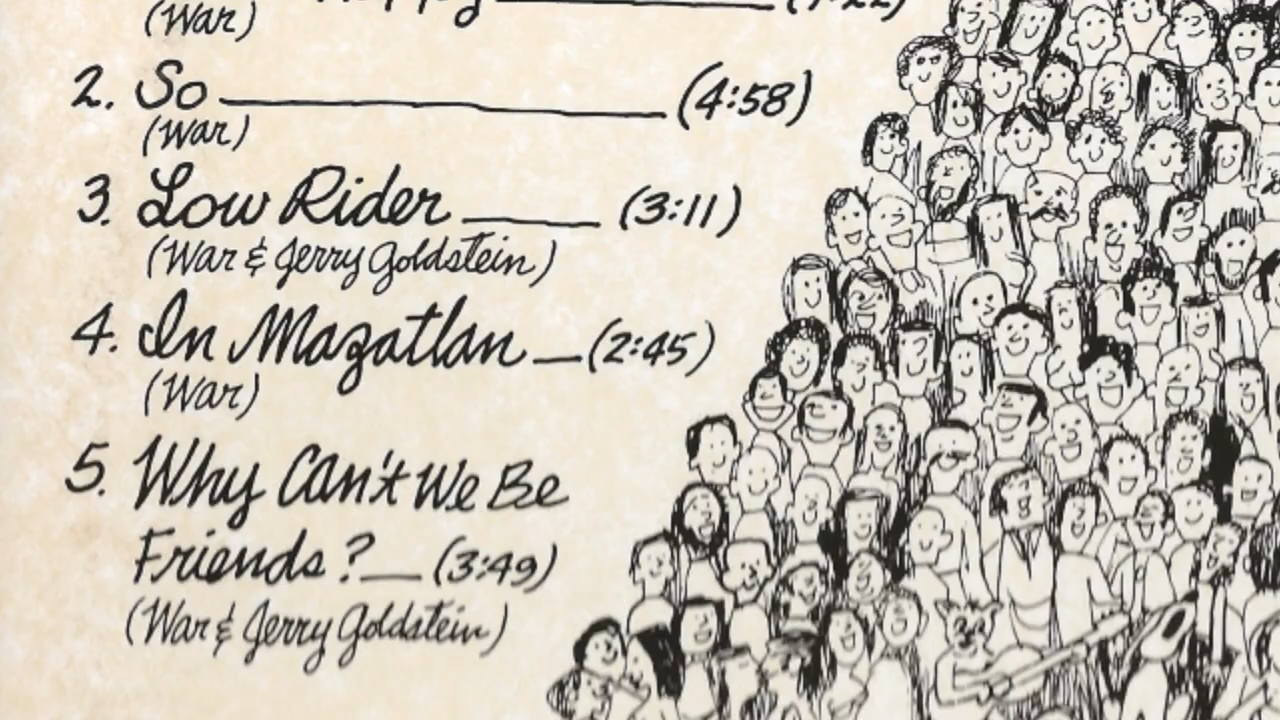 (War)
2. So (4:58)
(War)
3. Low Rider (3:11)
(War & Jerry Goldstein)
4. In Mazatlan (2:45)
(War)
5. Why Can't We Be
Friends? (3:49)
(War & Jerry Goldstein)